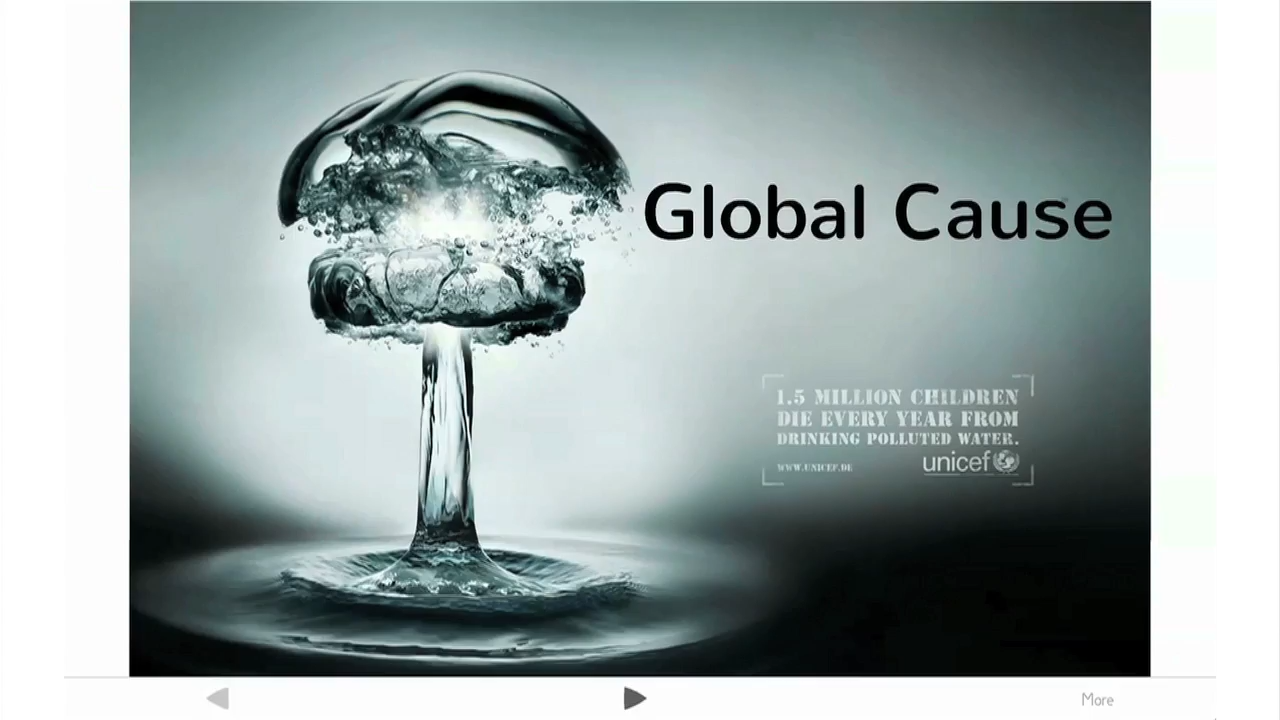 Global Cause
1.5 MILLION CHILDREN
DIE EVERY YEAR FROM
DRINKING POLLUTED WATER.
WWW.UNICEF.DE
unicef
More